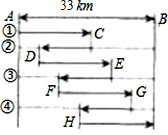 A 33 km B
① C
② D E
③ F G
④ H